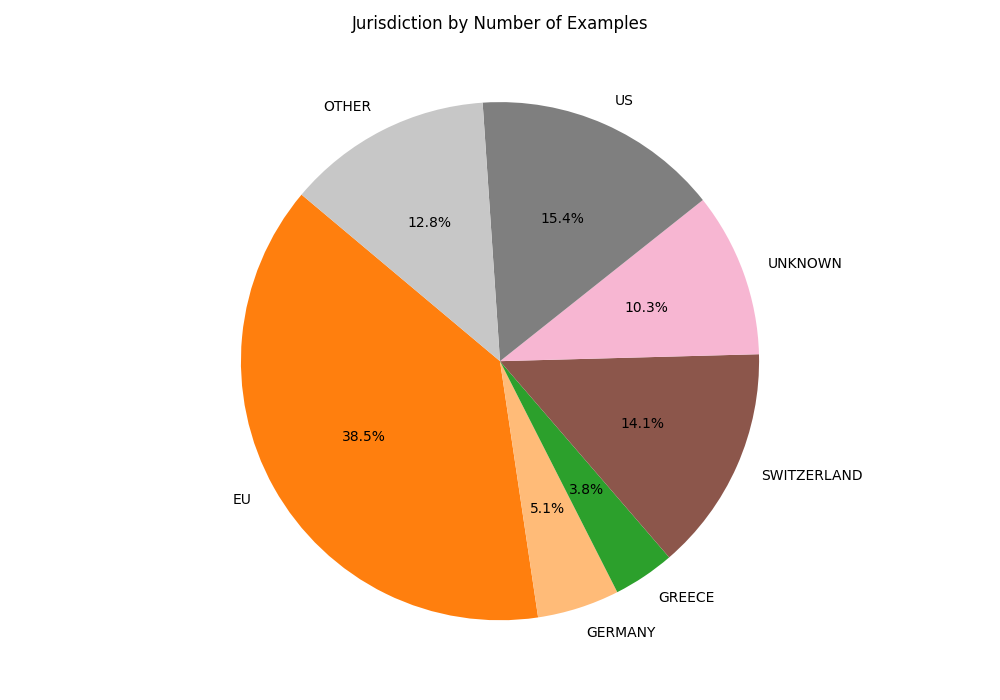 Jurisdiction by Number of Examples
US
OTHER
15.4%
12.8%
UNKNOWN
10.3%
14.1%
38.5%
SWITZERLAND
3.8%
EU
5.1%
GREECE
GERMANY